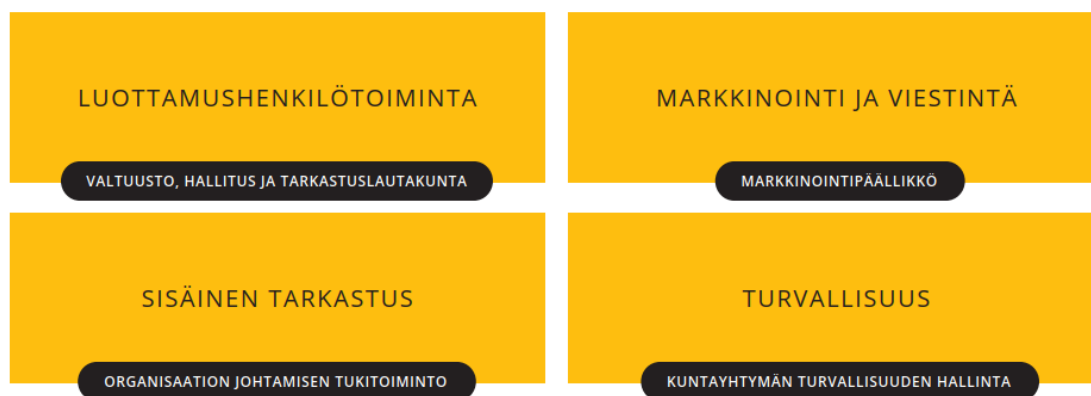 LUOTTAMUSHENKILÖTOIMINTA
VALTUUSTO, HALLITUS JA TARKASTUSLAUTAKUNTA
MARKKINOINTI JA VIESTINTÄ
MARKKINOINTIPÄÄLLIKKÖ
SISÄINEN TARKASTUS
ORGANISAATION JOHTAMISEN TUKITOIMINTO
TURVALLISUUS
KUNTAYHTYMÄN TURVALLISUUDEN HALLINTA